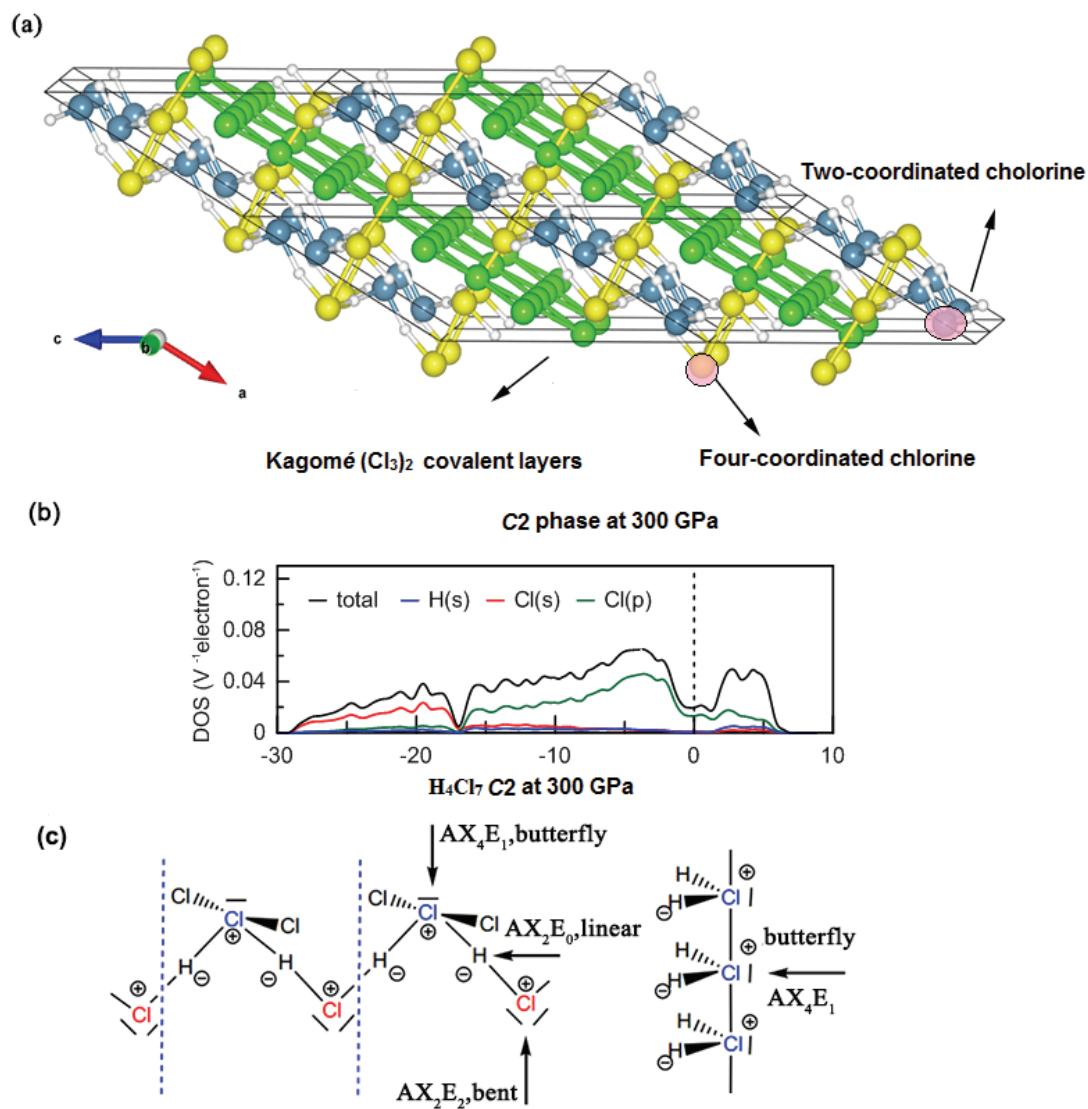 (a)
Two-coordinated cholorine
c
b
a
Kagomé (Cl₃)₂ covalent layers
Four-coordinated chlorine
(b)
C2 phase at 300 GPa
DOS (V ⁻¹electron⁻¹)
0.12
0.08
0.04
0
total H(s) Cl(s) Cl(p)
-30 -20 -10 0 10
H₄Cl₇ C2 at 300 GPa
(c)
AX₄E₁,butterfly
Cl Cl H
Cl Cl Cl Cl ⊕ Cl |
⊕ ⊕ AX₂E₀,linear ⊖ H
H H H H butterfly
⊖ ⊖ ⊖ ⊖ H ⊕ Cl |
⊕ ⊕ ⊕ ⊖ H AX₄E₁
Cl Cl Cl H ⊕ Cl |
⊖ H
AX₂E₂,bent